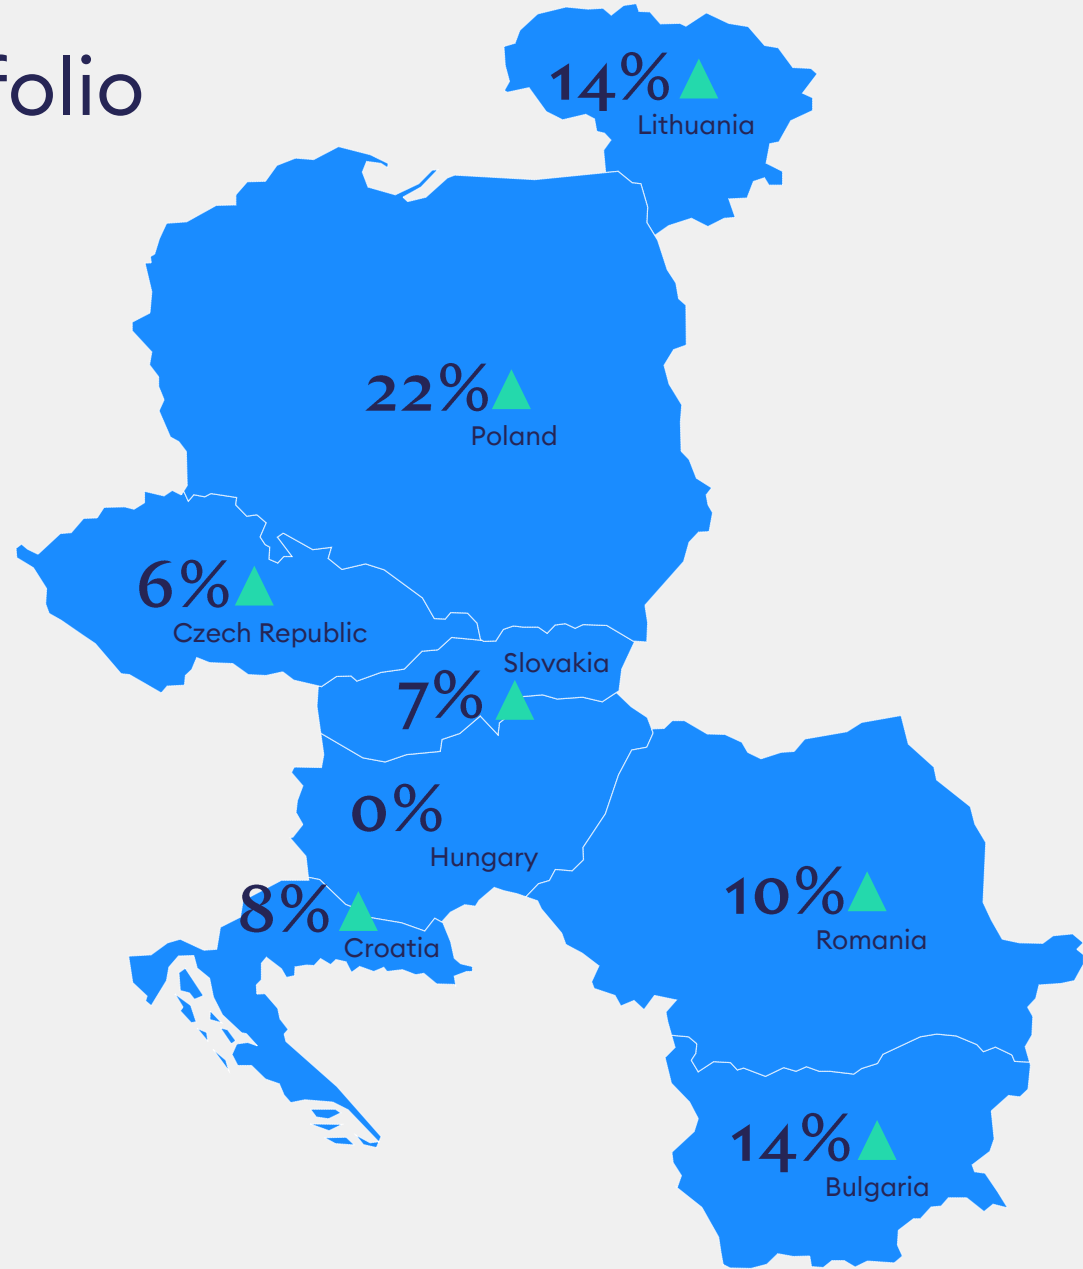 folio
14%
Lithuania
22%
Poland
6%
Czech Republic
Slovakia
7%
0%
Hungary
8%
Croatia
10%
Romania
14%
Bulgaria